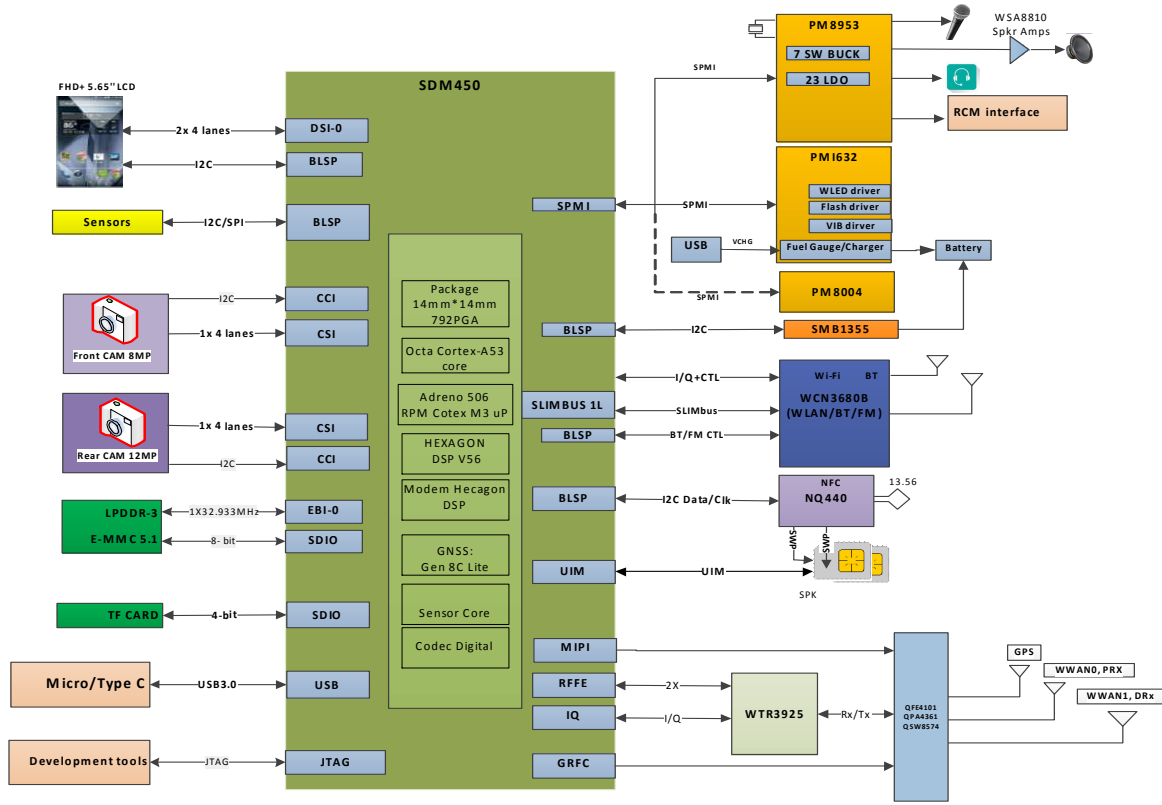 SDM450
FHD+ 5.65''LCD
2x 4 lanes
I2C
DSI-0
BLSP
Sensors
I2C/SPI
BLSP
Front CAM 8MP
I2C
1x 4 lanes
CCI
CSI
Rear CAM 12MP
1x 4 lanes
I2C
CSI
CCI
LPDDR-3
E-MMC 5.1
1X32.933MHz
8- bit
EBI-0
SDIO
TF CARD
4-bit
SDIO
Micro/Type C
USB3.0
USB
Development tools
JTAG
JTAG
Package
14mm*14mm
792PGA
Octa Cortex-A53
core
Adreno 506
RPM Cotex M3 uP
HEXAGON
DSP V56
Modem Hecagon
DSP
GNSS:
Gen 8C Lite
Sensor Core
Codec Digital
SPMI
BLSP
SLIMBUS 1L
BLSP
BLSP
UIM
MIPI
RFFE
IQ
GRFC
SPMI
SPMI
SPMI
PM8953
7 SW BUCK
23 LDO
WSA8810
Spkr Amps
RCM interface
PMI632
WLED driver
Flash driver
VIB dirver
Fuel Gauge/Charger
USB
VCHG
Battery
PM8004
I2C
SMB1355
I/Q+CTL
SLIMbus
BT/FM CTL
Wi-Fi BT
WCN3680B
(WLAN/BT/FM)
I2C Data/Clk
NFC
NQ440
13.56
SWP
SWP
UIM
SPK
2X
I/Q
WTR3925
Rx/Tx
QFE4101
QPA4361
QSW8574
GPS
WWAN0, PRX
WWAN1, DRx